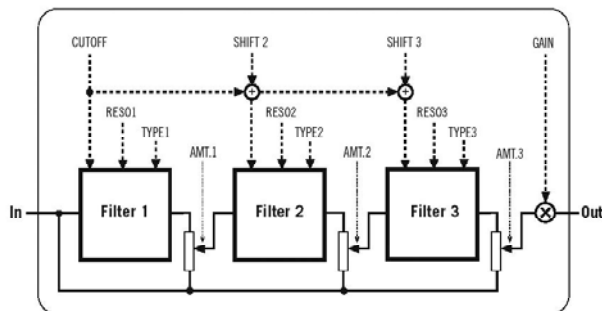 CUTOFF SHIFT 2 SHIFT 3 GAIN
RESO1 RESO2 RESO3
TYPE1 TYPE2 TYPE3
AMT.1 AMT.2 AMT.3
In Filter 1 Filter 2 Filter 3 Out